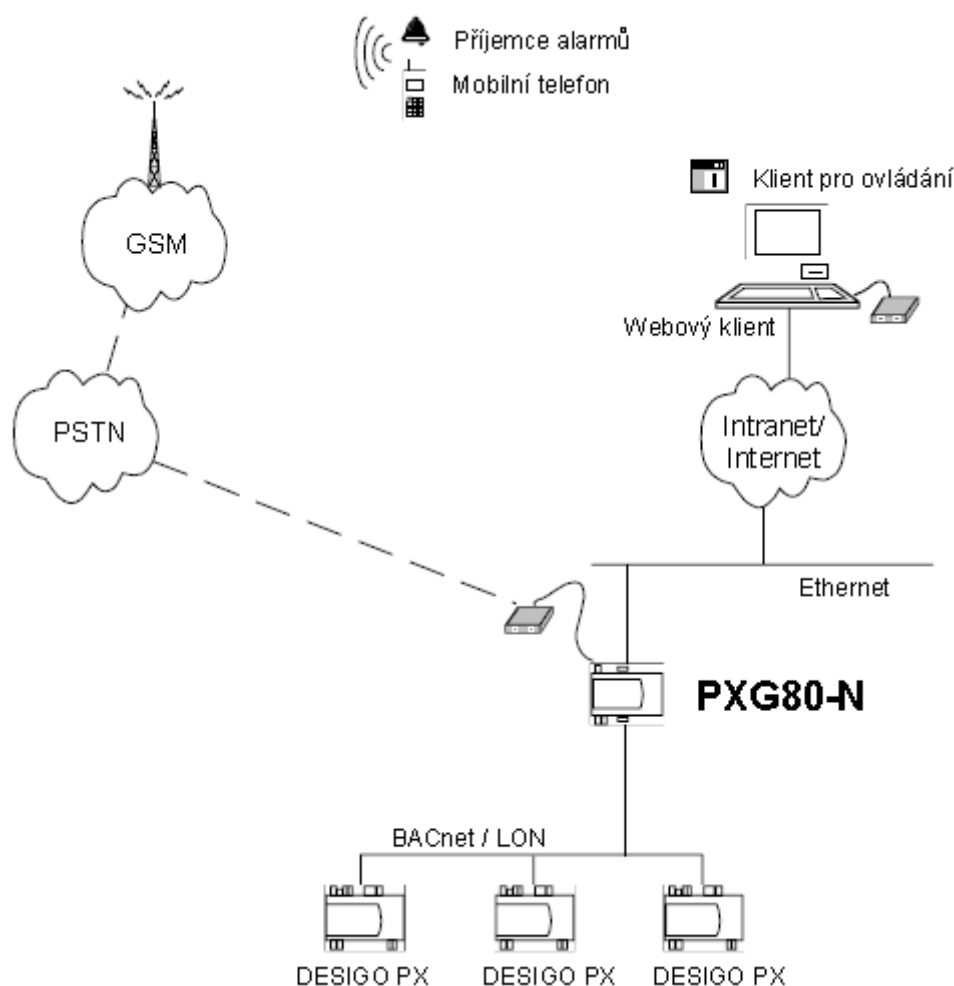 Příjemce alarmů
Mobilní telefon
Klient pro ovládání
GSM
Webový klient
PSTN
Intranet/
Internet
Ethernet
PXG80-N
BACnet / LON
DESIGO PX
DESIGO PX
DESIGO PX